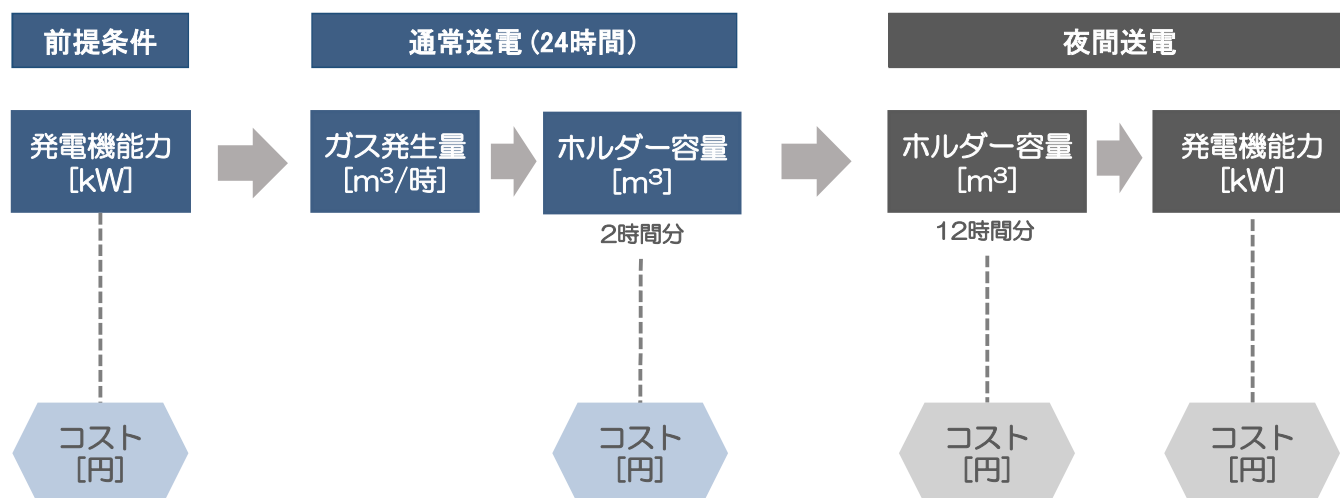 前提条件
通常送電(24時間)
夜間送電
発電機能力
[kW]
ガス発生量
[m³/時]
ホルダー容量
[m³]
2時間分
ホルダー容量
[m³]
12時間分
発電機能力
[kW]
コスト
[円]
コスト
[円]
コスト
[円]
コスト
[円]